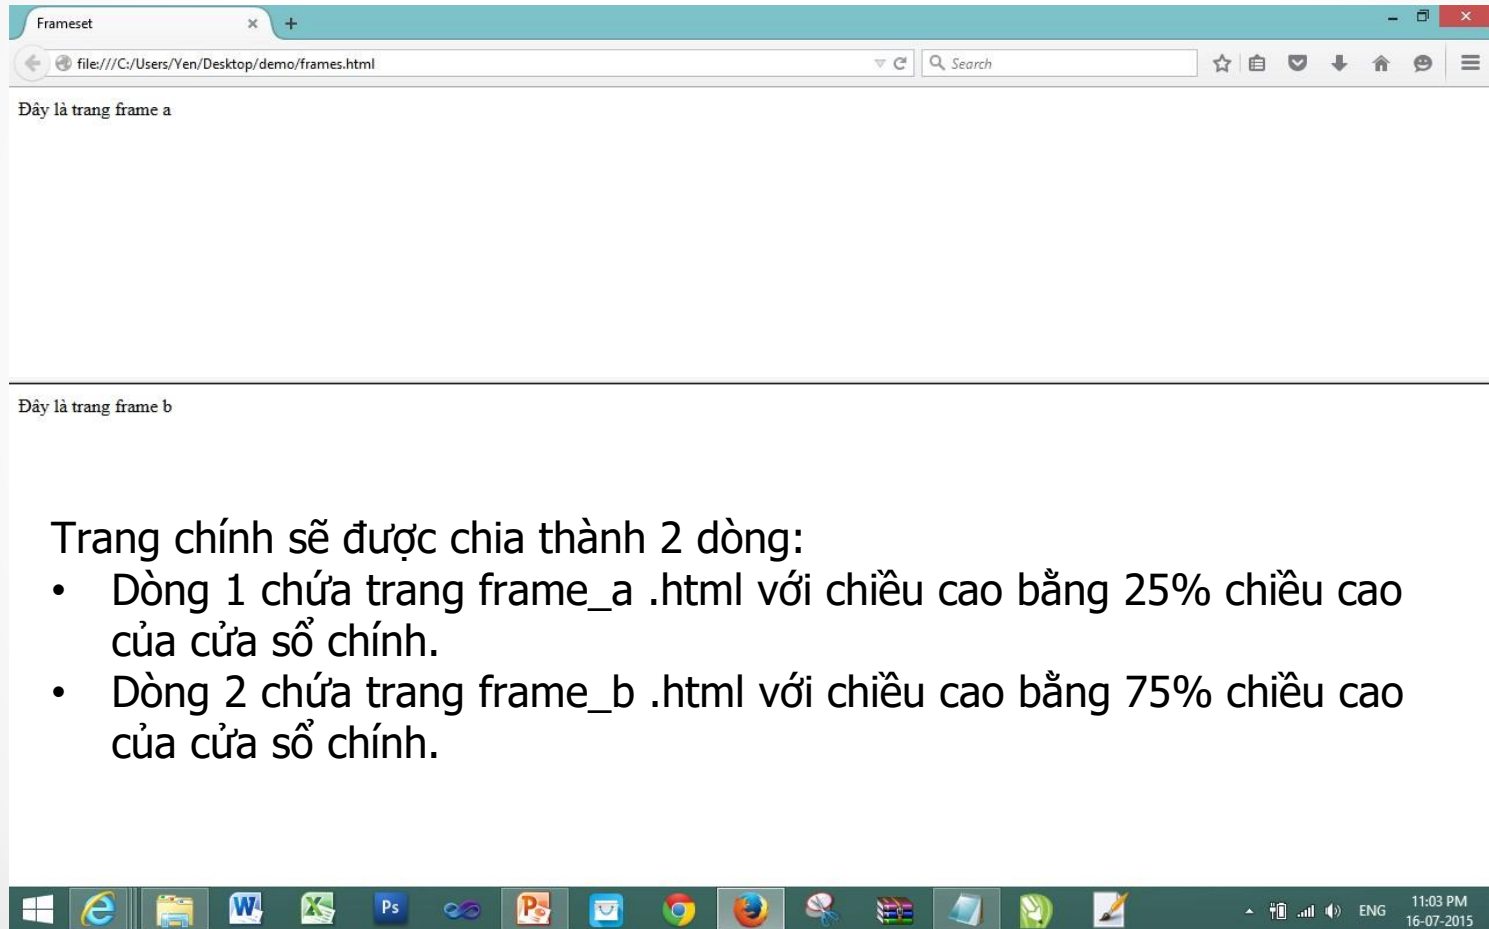 Frameset
file:///C:/Users/Yen/Desktop/demo/frames.html
Search
Đây là trang frame a
Đây là trang frame b
Trang chính sẽ được chia thành 2 dòng:
• Dòng 1 chứa trang frame_a .html với chiều cao bằng 25% chiều cao
của cửa sổ chính.
• Dòng 2 chứa trang frame_b .html với chiều cao bằng 75% chiều cao
của cửa sổ chính.
Ps
ENG
11:03 PM
16-07-2015